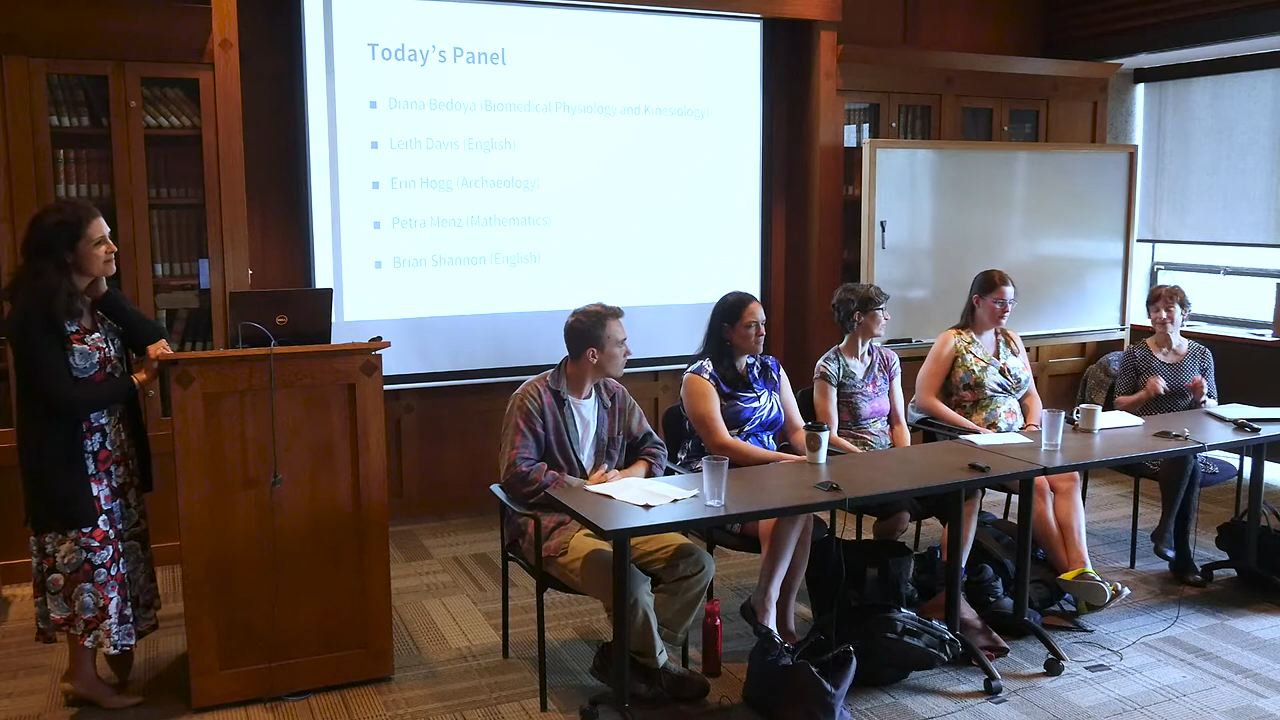 Today's Panel
Diana Bedoya (Biomedical Physiology and Kinesiology)
Leith Davis (English)
Erin Hogg (Archaeology)
Petra Menz (Mathematics)
Brian Shannon (English)
DELL